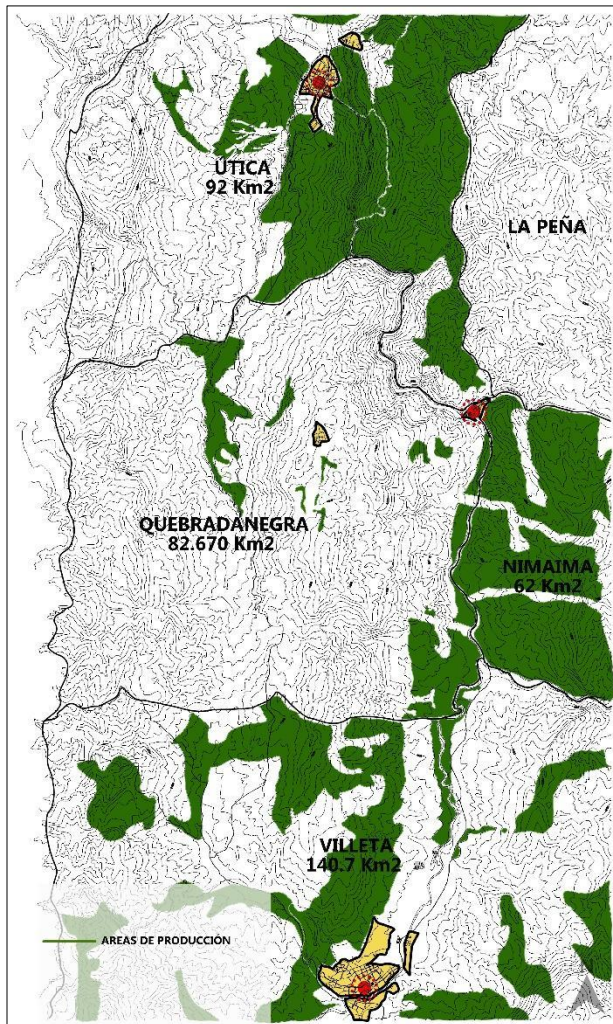 ÚTICA
92 Km2
LA PEÑA
QUEBRADANEGRA
82.670 Km2
NIMAIMA
62 Km2
VILLETA
140.7 Km2
AREAS DE PRODUCCIÓN